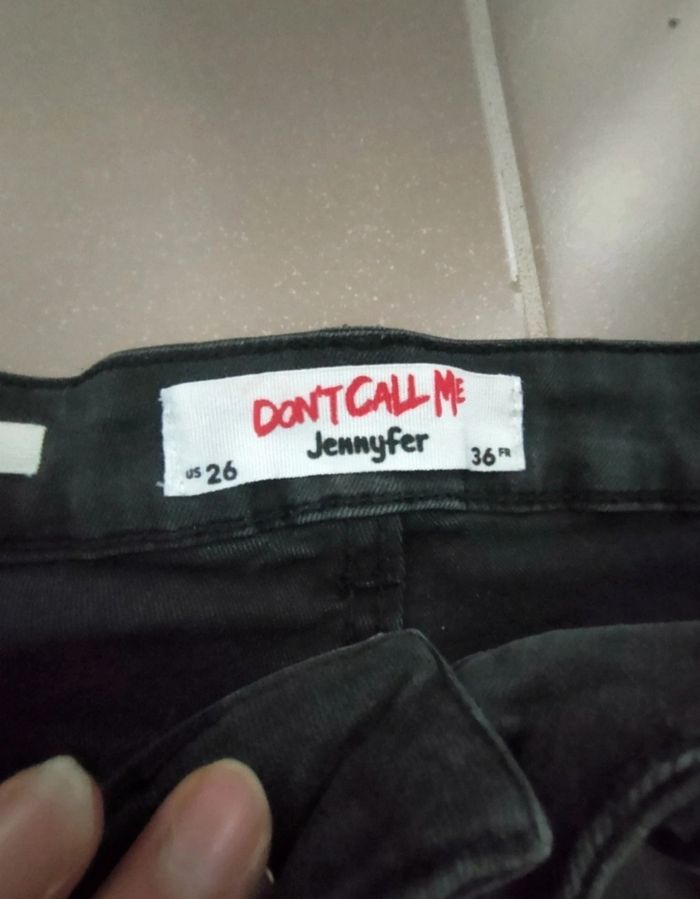 DON'T CALL ME
Jennyfer
US 26
36 FR